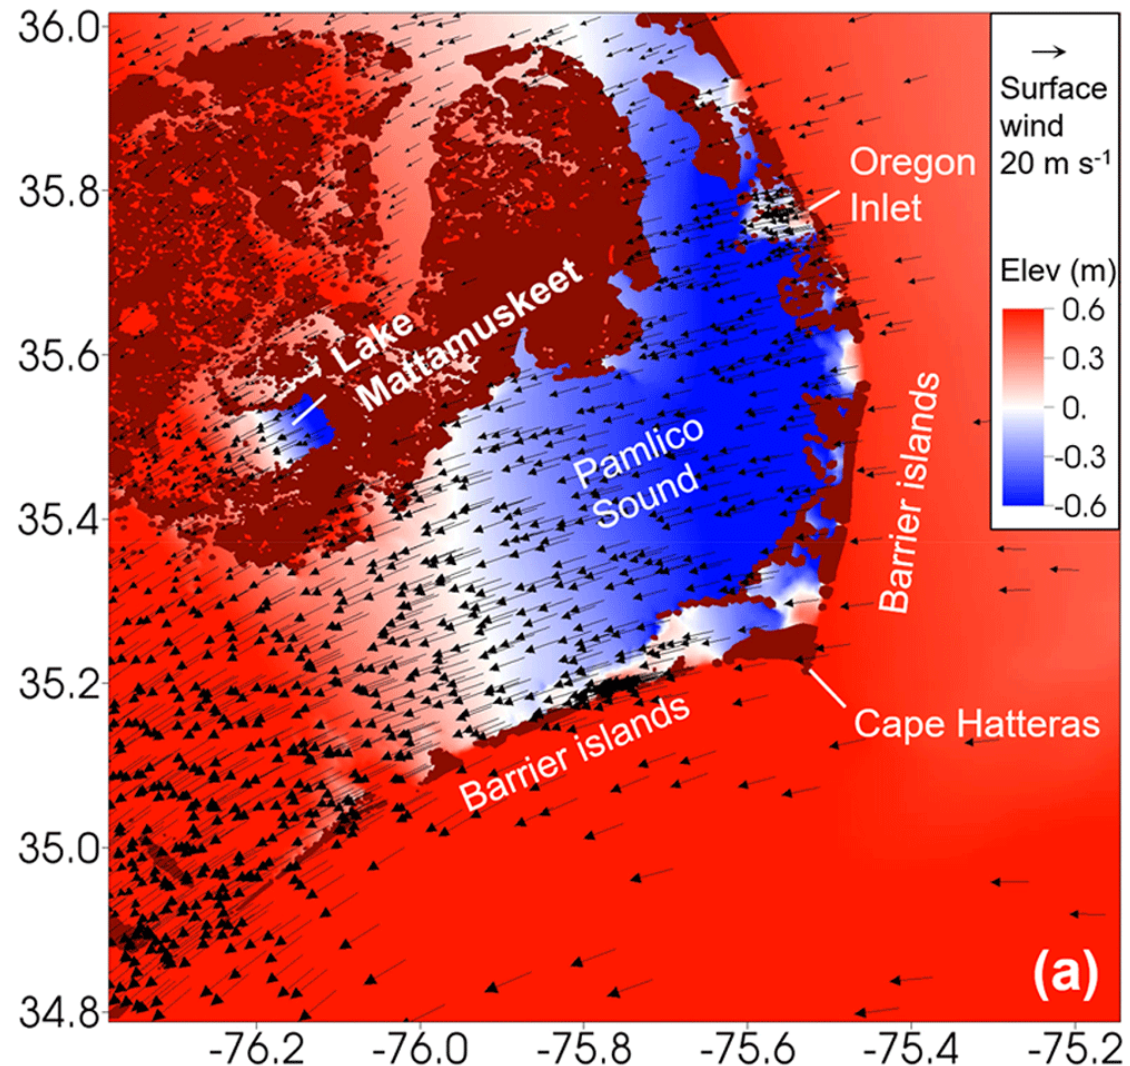 36.0
35.8
35.6
35.4
35.2
35.0
34.8
-76.2
-76.0
-75.8
-75.6
-75.4
-75.2
Surface
wind
20 m s-1
Elev (m)
0.6
0.3
0.
-0.3
-0.6
Oregon
Inlet
Lake
Mattamuskeet
Pamlico
Sound
Barrier islands
Cape Hatteras
Barrier islands
(a)